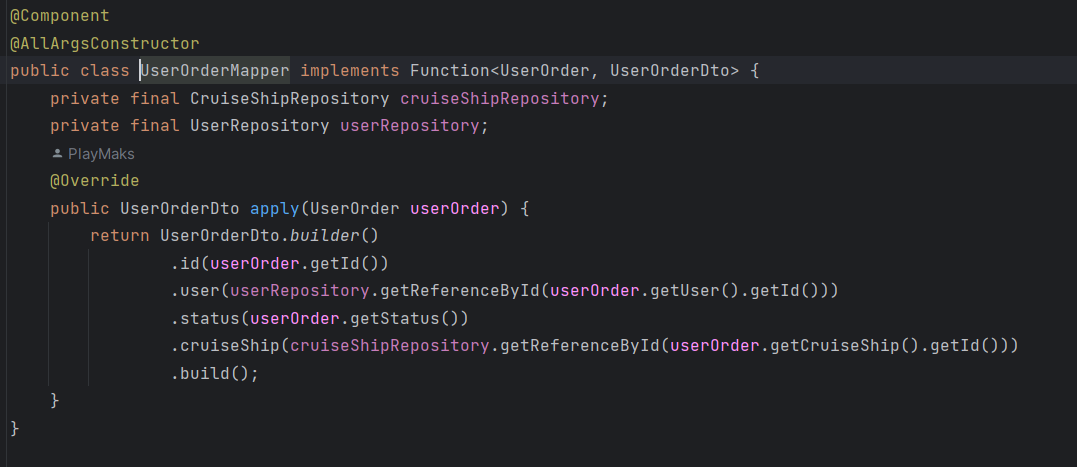 @Component
@AllArgsConstructor
public class UserOrderMapper implements Function<UserOrder, UserOrderDto> {
    private final CruiseShipRepository cruiseShipRepository;
    private final UserRepository userRepository;
    PlayMaks
    @Override
    public UserOrderDto apply(UserOrder userOrder) {
        return UserOrderDto.builder()
                .id(userOrder.getId())
                .user(userRepository.getReferenceById(userOrder.getUser().getId()))
                .status(userOrder.getStatus())
                .cruiseShip(cruiseShipRepository.getReferenceById(userOrder.getCruiseShip().getId()))
                .build();
    }
}